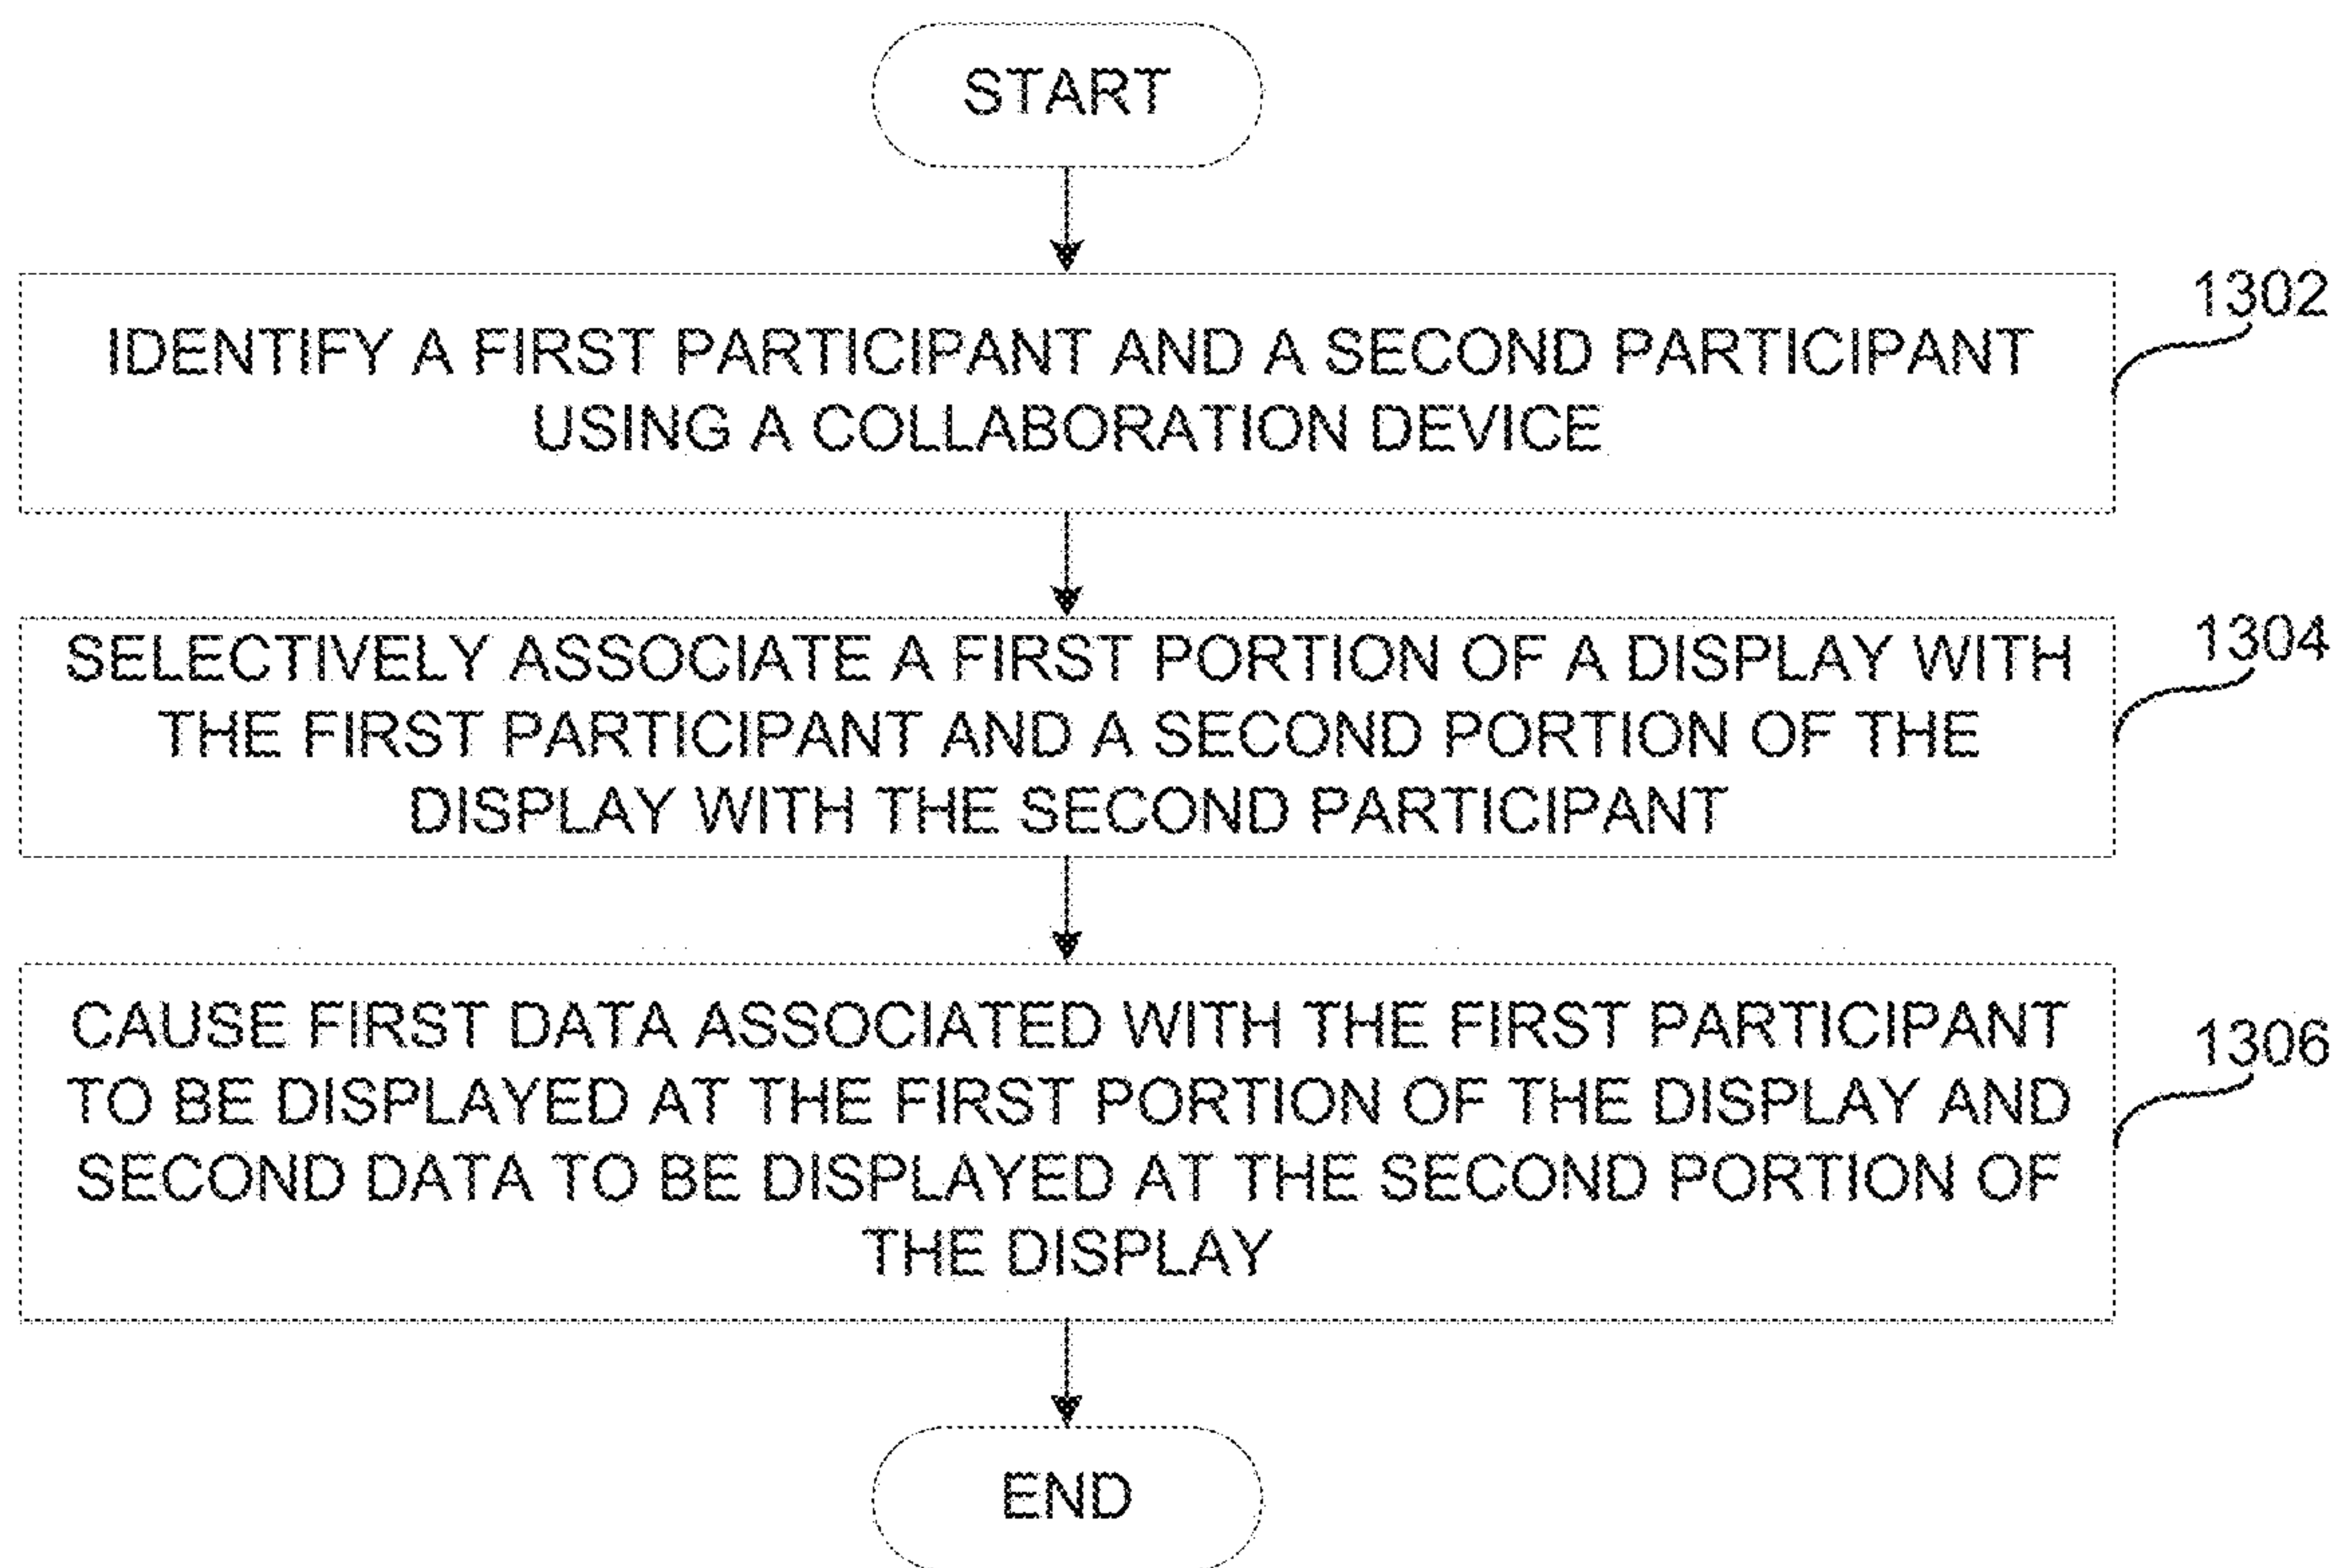 START
1302
IDENTIFY A FIRST PARTICIPANT AND A SECOND PARTICIPANT
USING A COLLABORATION DEVICE
1304
SELECTIVELY ASSOCIATE A FIRST PORTION OF A DISPLAY WITH
THE FIRST PARTICIPANT AND A SECOND PORTION OF THE
DISPLAY WITH THE SECOND PARTICIPANT
1306
CAUSE FIRST DATA ASSOCIATED WITH THE FIRST PARTICIPANT
TO BE DISPLAYED AT THE FIRST PORTION OF THE DISPLAY AND
SECOND DATA TO BE DISPLAYED AT THE SECOND PORTION OF
THE DISPLAY
END